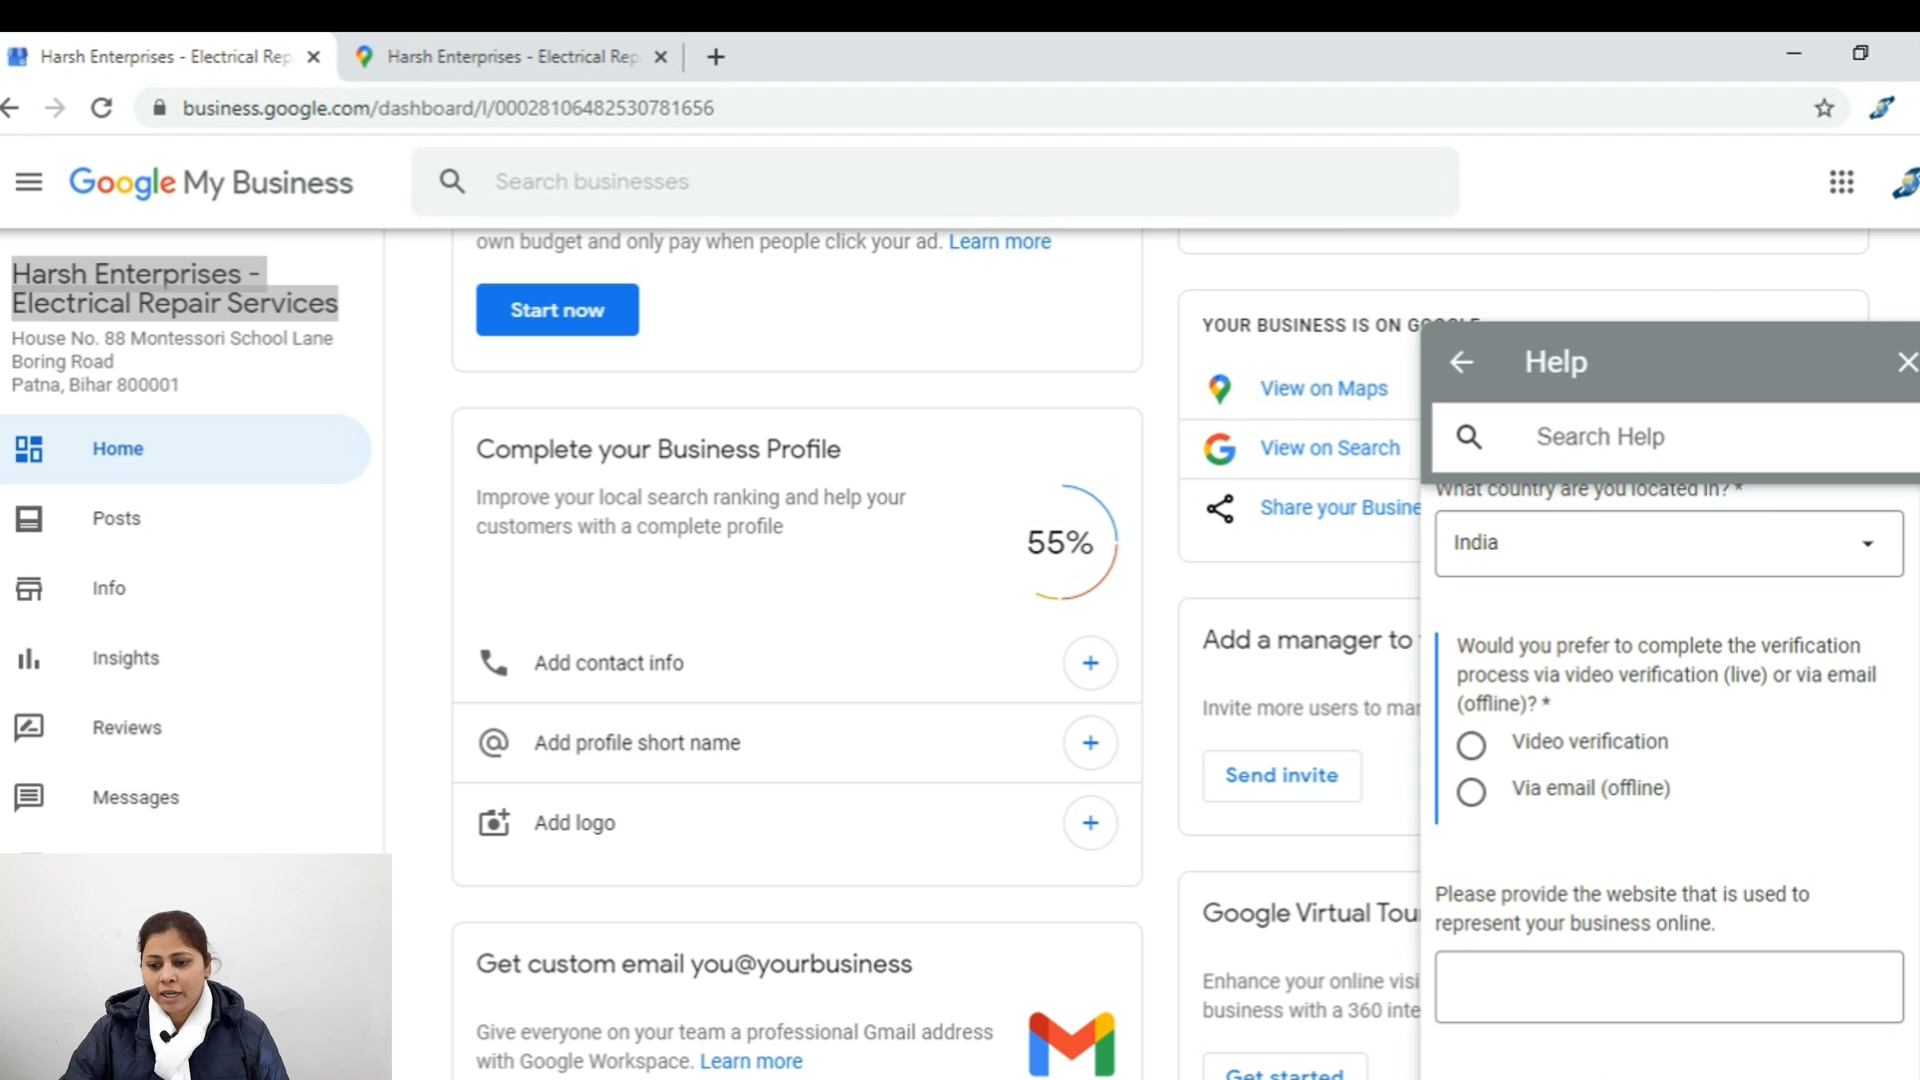 Harsh Enterprises - Electrical Rep
Harsh Enterprises - Electrical Rep
business.google.com/dashboard/l/00028106482530781656
Google My Business
Search businesses
Harsh Enterprises -
Electrical Repair Services
House No. 88 Montessori School Lane
Boring Road
Patna, Bihar 800001
Home
Posts
Info
Insights
Reviews
Messages
own budget and only pay when people click your ad. Learn more
Start now
Complete your Business Profile
Improve your local search ranking and help your
customers with a complete profile
55%
Add contact info
Add profile short name
Add logo
Get custom email you@yourbusiness
Give everyone on your team a professional Gmail address
with Google Workspace. Learn more
YOUR BUSINESS IS ON GOOGLE
View on Maps
View on Search
Share your Busine
Add a manager to
Invite more users to mar
Send invite
Google Virtual Tou
Enhance your online visi
business with a 360 inte
Get started
Help
Search Help
What country are you located in? *
India
Would you prefer to complete the verification
process via video verification (live) or via email
(offline)? *
Video verification
Via email (offline)
Please provide the website that is used to
represent your business online.